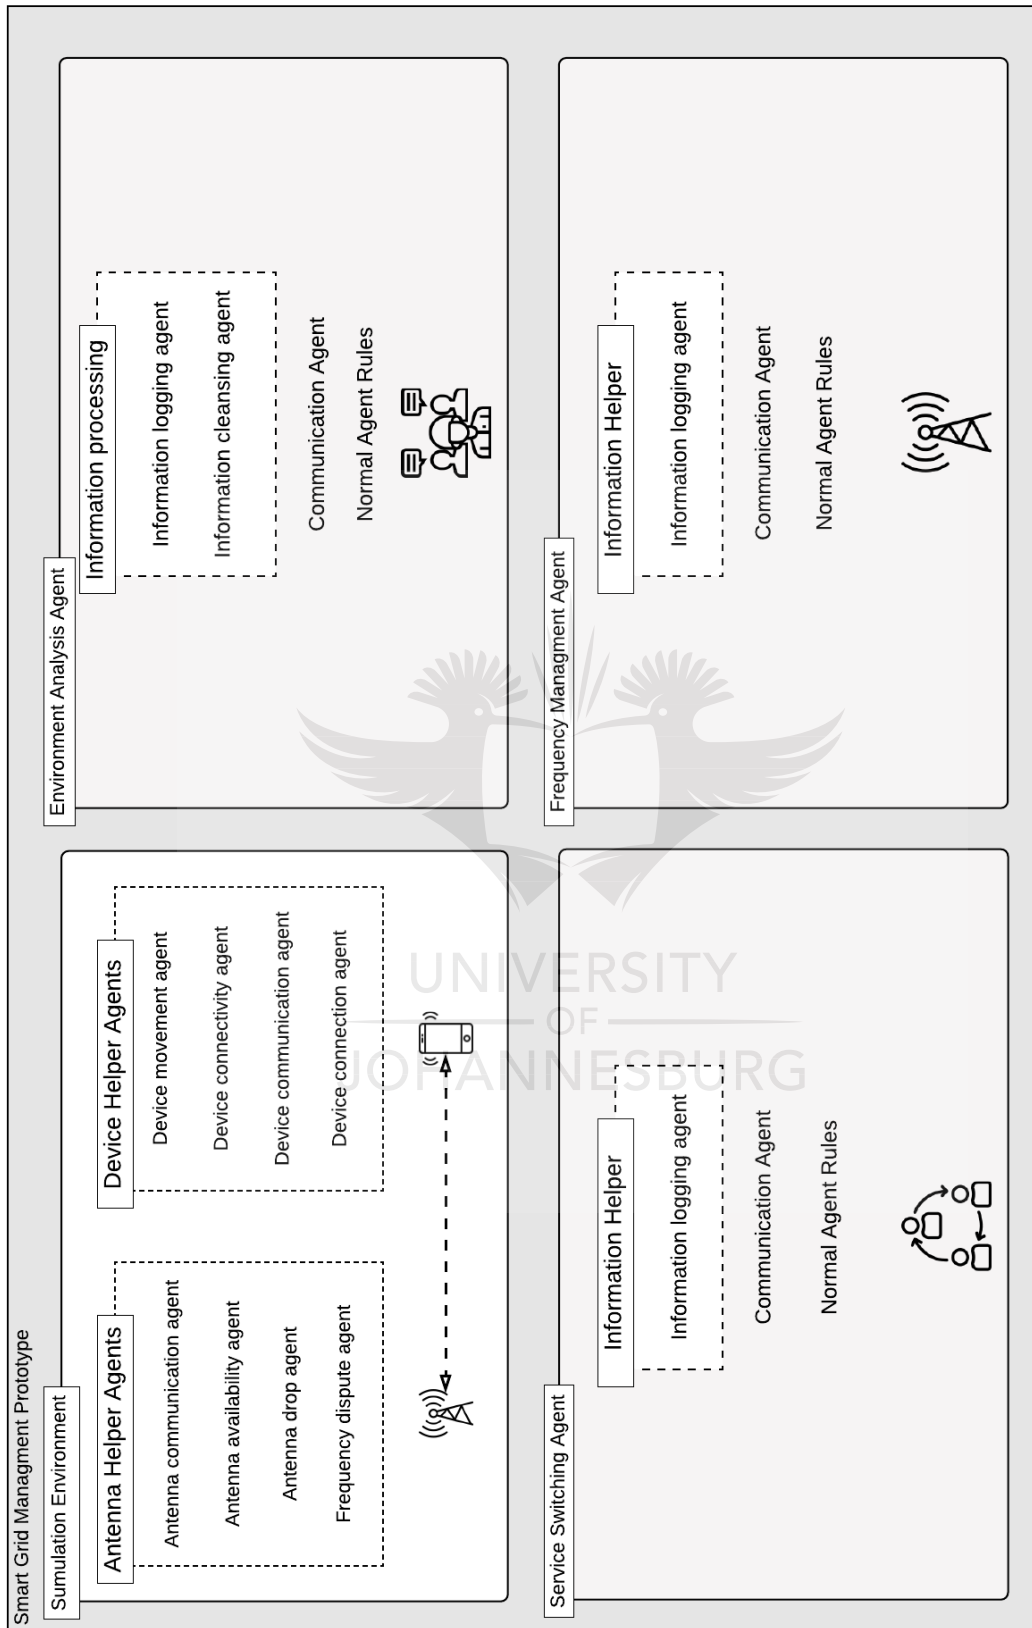 Smart Grid Managment Prototype
Sumulation Environment
Antenna Helper Agents
Antenna communication agent
Antenna availability agent
Antenna drop agent
Frequency dispute agent
Device Helper Agents
Device movement agent
Device connectivity agent
Device communication agent
Device connection agent
Environment Analysis Agent
Information processing
Information logging agent
Information cleansing agent
Communication Agent
Normal Agent Rules
Service Switching Agent
Information Helper
Information logging agent
Communication Agent
Normal Agent Rules
Frequency Managment Agent
Information Helper
Information logging agent
Communication Agent
Normal Agent Rules
UNIVERSITY
OF
JOHANNESBURG